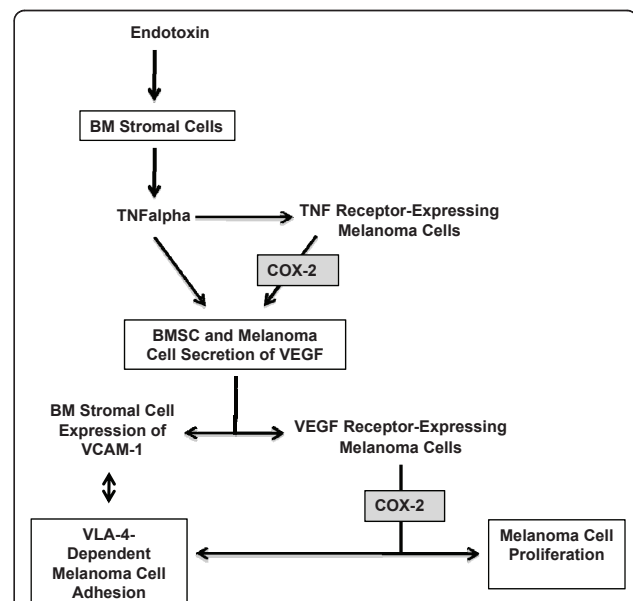 Endotoxin
BM Stromal Cells
TNFalpha
TNF Receptor-Expressing
Melanoma Cells
COX-2
BMSC and Melanoma
Cell Secretion of VEGF
BM Stromal Cell
Expression of
VCAM-1
VEGF Receptor-Expressing
Melanoma Cells
COX-2
VLA-4-
Dependent
Melanoma Cell
Adhesion
Melanoma Cell
Proliferation